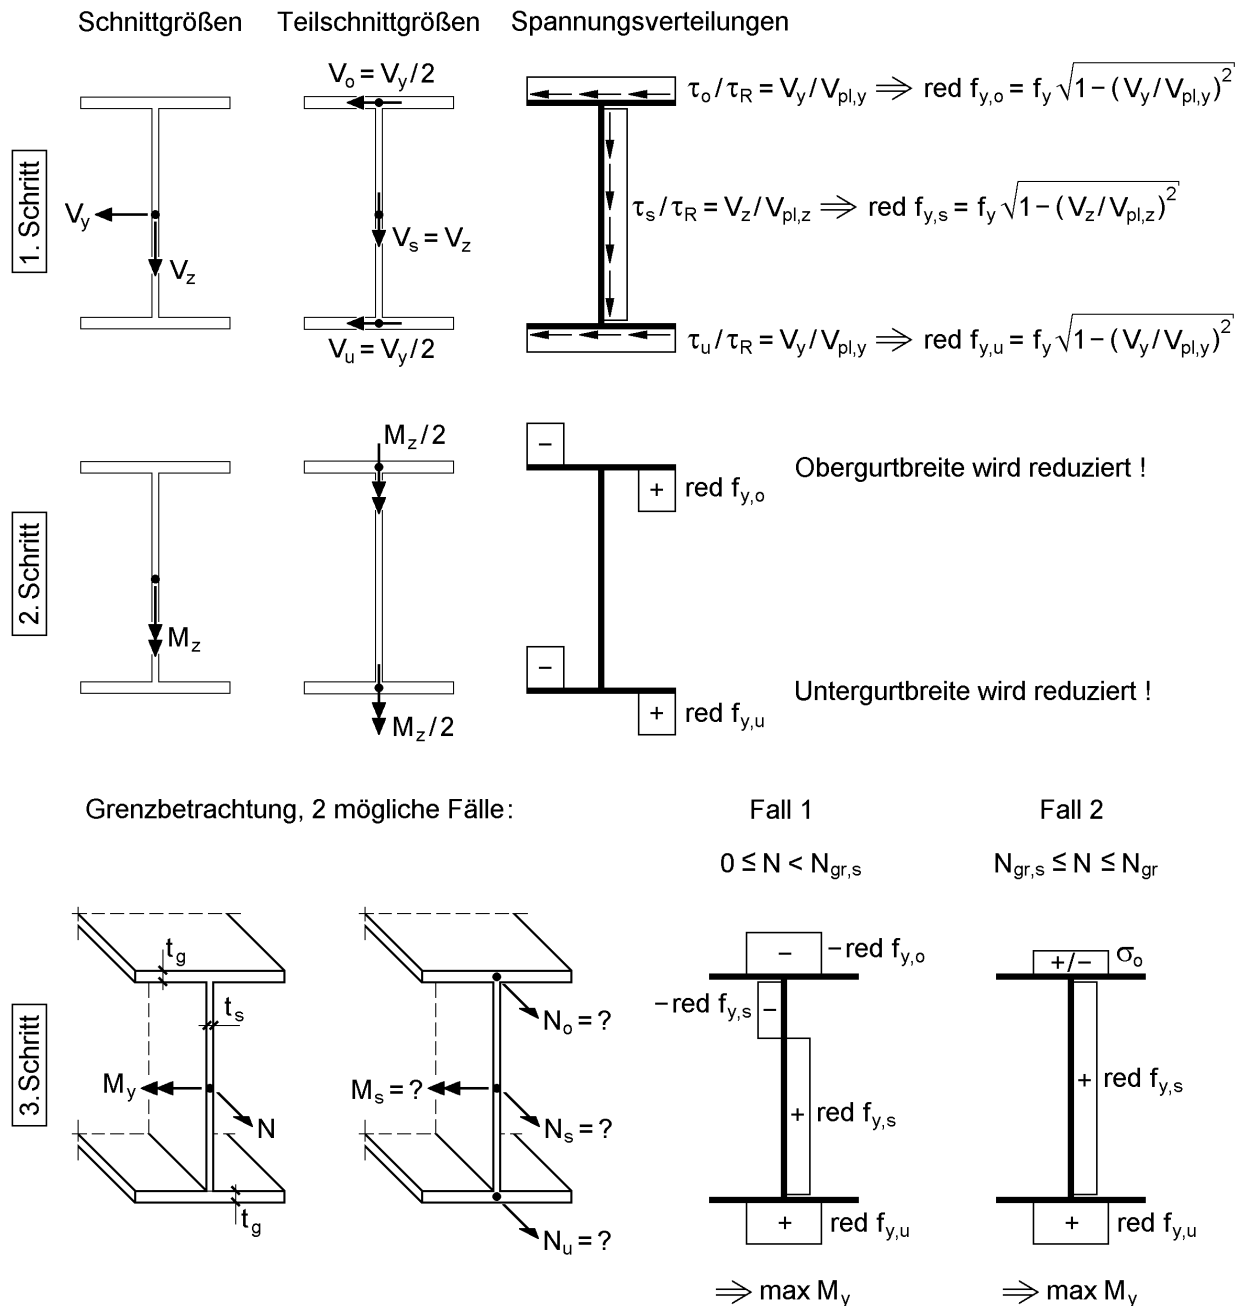 Schnittgrößen Teilschnittgrößen Spannungsverteilungen
1. Schritt
V_y
V_z
V_o = V_y/2
V_s = V_z
V_u = V_y/2
τ_o/τ_R = V_y/V_pl,y ⇒ red f_y,o = f_y √1−(V_y/V_pl,y)²
τ_s/τ_R = V_z/V_pl,z ⇒ red f_y,s = f_y √1−(V_z/V_pl,z)²
τ_u/τ_R = V_y/V_pl,y ⇒ red f_y,u = f_y √1−(V_y/V_pl,y)²
2. Schritt
M_z
M_z/2
M_z/2
−
+ red f_y,o
Obergurtbreite wird reduziert !
−
+ red f_y,u
Untergurtbreite wird reduziert !
Grenzbetrachtung, 2 mögliche Fälle:
Fall 1
0 ≤ N < N_gr,s
Fall 2
N_gr,s ≤ N ≤ N_gr
3. Schritt
t_g
t_s
M_y
N
t_g
N_o = ?
M_s = ?
N_s = ?
N_u = ?
− −red f_y,o
−red f_y,s −
+ red f_y,s
+ red f_y,u
⇒ max M_y
+/− σ_o
+ red f_y,s
+ red f_y,u
⇒ max M_y